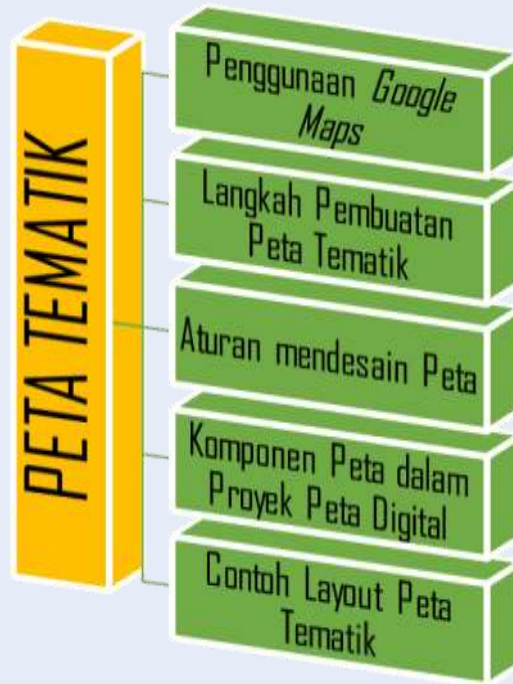 PETA TEMATIK
Penggunaan Google
Maps
Langkah Pembuatan
Peta Tematik
Aturan mendesain Peta
Komponen Peta dalam
Proyek Peta Digital
Contoh Layout Peta
Tematik